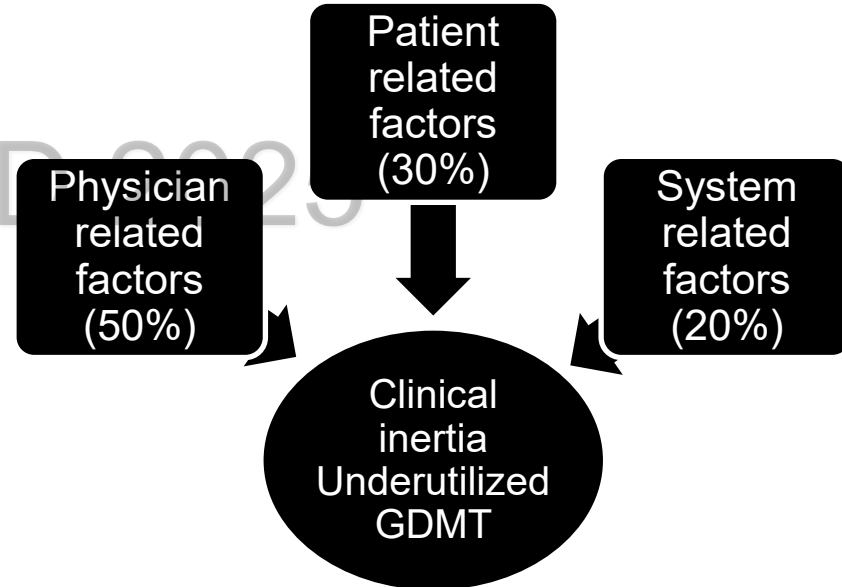 Patient
related
factors
(30%)
Physician
related
factors
(50%)
System
related
factors
(20%)
Clinical
inertia
Underutilized
GDMT